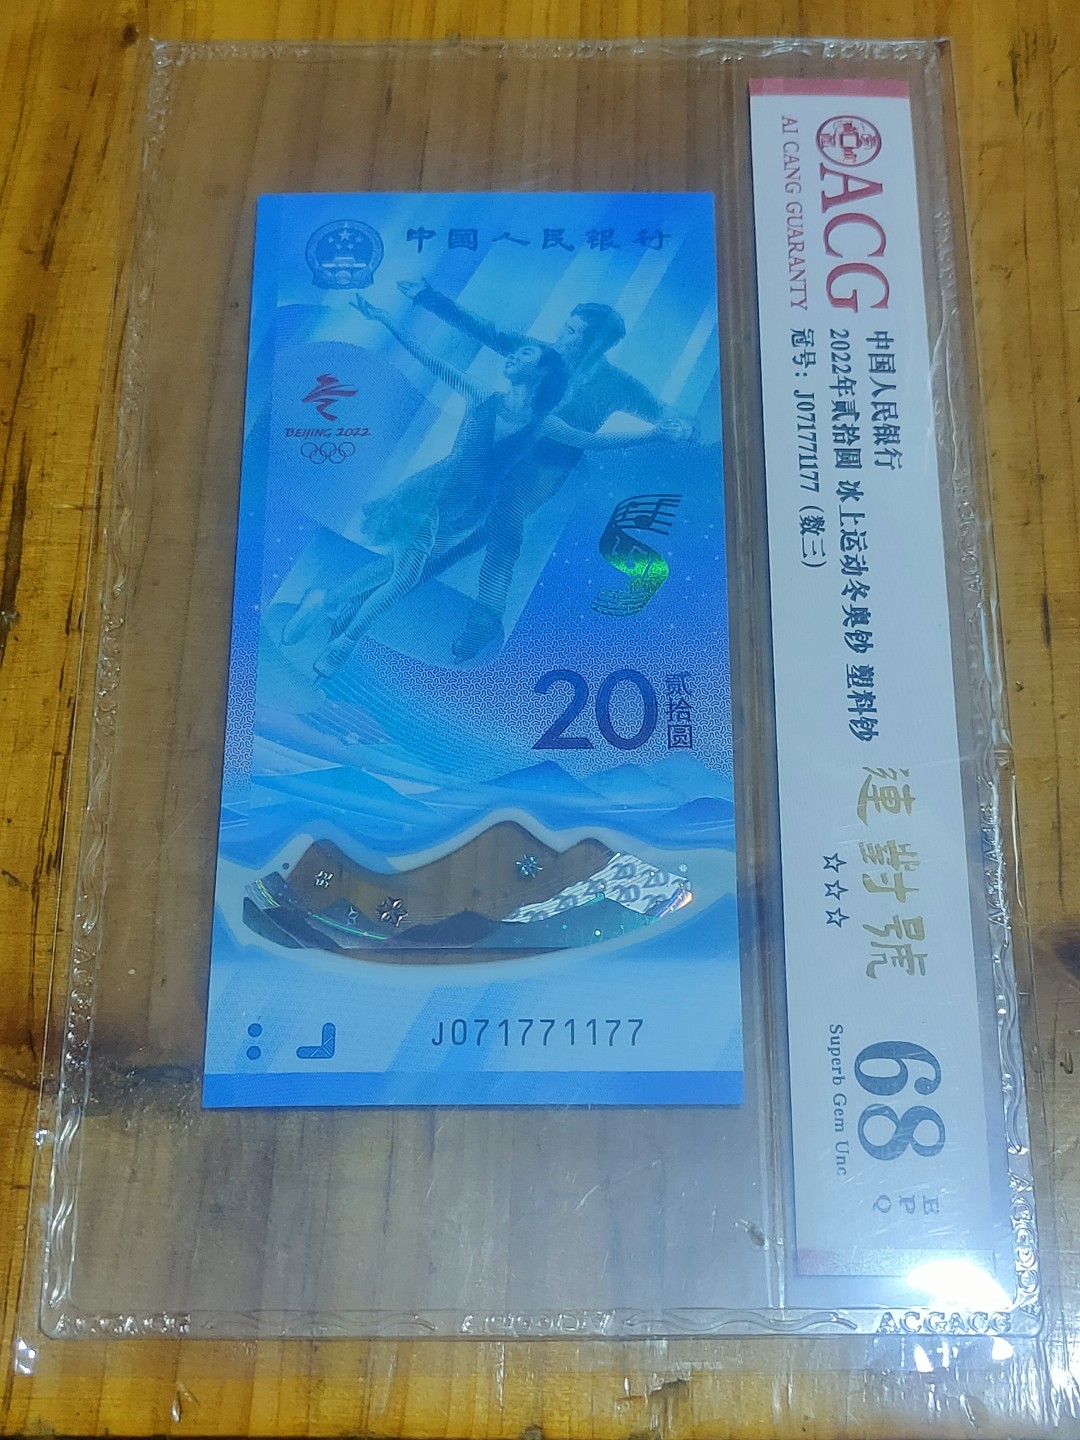 中国人民银行
BEIJING 2022
20
贰拾圆
J071771177
ACG
AI CANG GUARANTY
中国人民银行
2022年贰拾圆 冰上运动冬奥钞 塑料钞
冠号: J071771177 (数三)
連對號
☆☆☆
68
Superb Gem Unc
EPQ
ACGACG